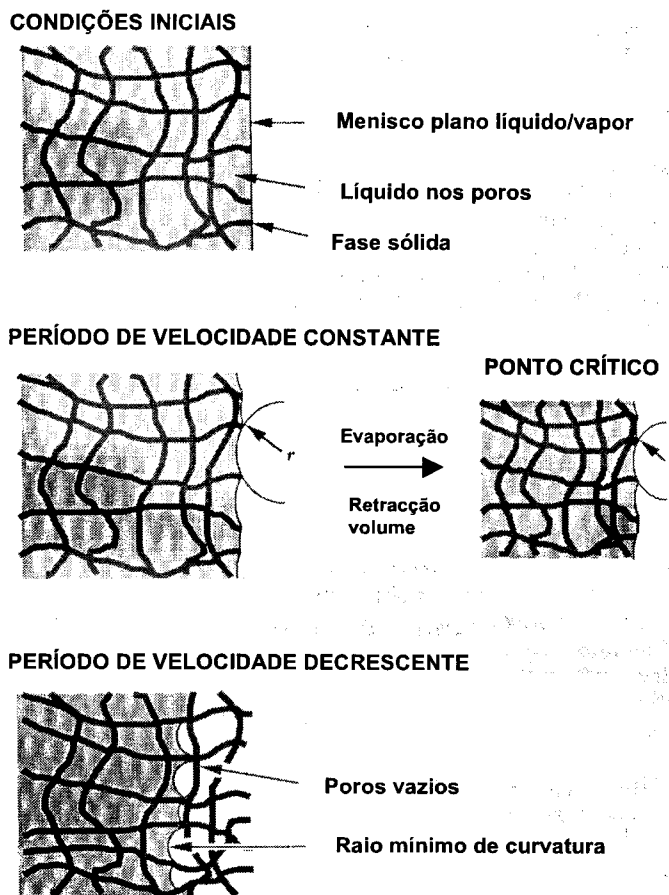 CONDIÇÕES INICIAIS
Menisco plano líquido/vapor
Líquido nos poros
Fase sólida
PERÍODO DE VELOCIDADE CONSTANTE
PONTO CRÍTICO
r
Evaporação
Retracção
volume
PERÍODO DE VELOCIDADE DECRESCENTE
Poros vazios
Raio mínimo de curvatura